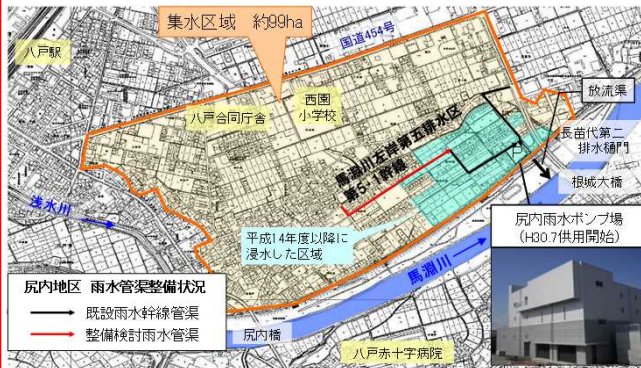 集水区域 約99ha
国道454号
八戸駅
放流渠
西園
小学校
八戸合同庁舎
長苗代第二
排水樋門
馬淵川左岸第五排水区
第5-1幹線
根城大橋
浅水川
尻内雨水ポンプ場
(H30.7供用開始)
平成14年度以降に
浸水した区域
馬淵川
尻内地区 雨水管渠整備状況
既設雨水幹線管渠
整備検討雨水管渠
尻内橋
八戸赤十字病院